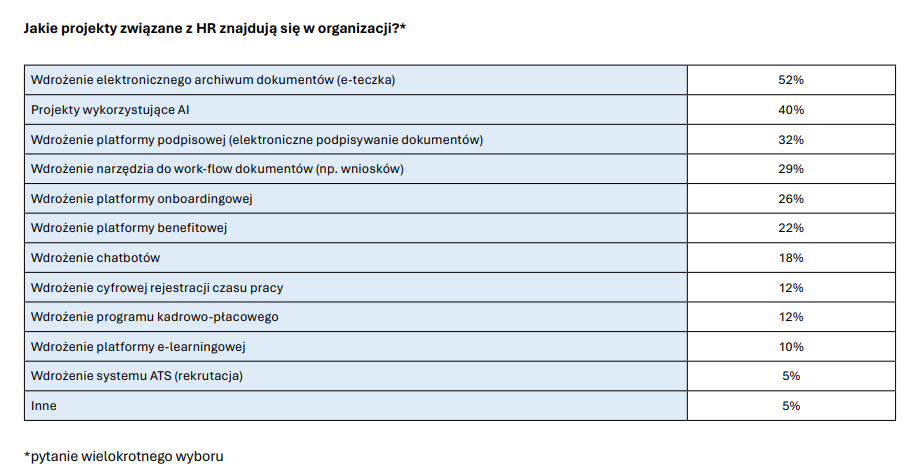 Jakie projekty związane z HR znajdują się w organizacji?*
Wdrożenie elektronicznego archiwum dokumentów (e-teczka) 52%
Projekty wykorzystujące AI 40%
Wdrożenie platformy podpisowej (elektroniczne podpisywanie dokumentów) 32%
Wdrożenie narzędzia do work-flow dokumentów (np. wniosków) 29%
Wdrożenie platformy onboardingowej 26%
Wdrożenie platformy benefitowej 22%
Wdrożenie chatbotów 18%
Wdrożenie cyfrowej rejestracji czasu pracy 12%
Wdrożenie programu kadrowo-płacowego 12%
Wdrożenie platformy e-learningowej 10%
Wdrożenie systemu ATS (rekrutacja) 5%
Inne 5%
*pytanie wielokrotnego wyboru